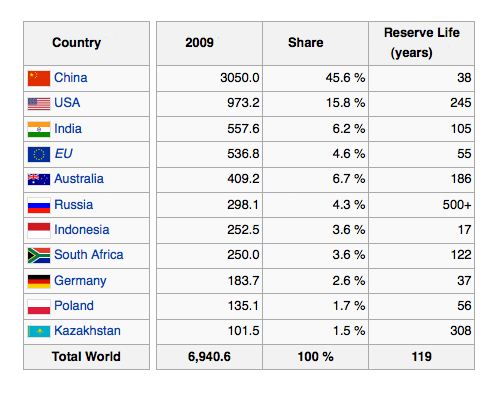 Country 2009 Share Reserve Life (years)
China 3050.0 45.6 % 38
USA 973.2 15.8 % 245
India 557.6 6.2 % 105
EU 536.8 4.6 % 55
Australia 409.2 6.7 % 186
Russia 298.1 4.3 % 500+
Indonesia 252.5 3.6 % 17
South Africa 250.0 3.6 % 122
Germany 183.7 2.6 % 37
Poland 135.1 1.7 % 56
Kazakhstan 101.5 1.5 % 308
Total World 6,940.6 100 % 119